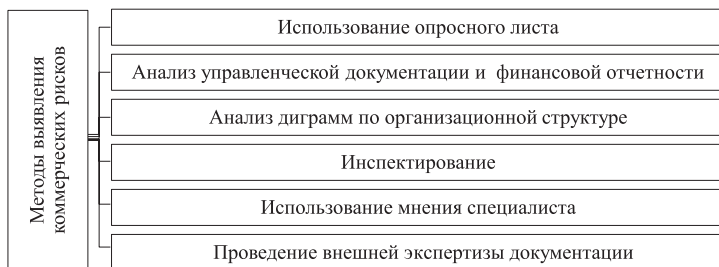 Методы выявления
коммерческих рисков
Использование опросного листа
Анализ управленческой документации и финансовой отчетности
Анализ диграмм по организационной структуре
Инспектирование
Использование мнения специалиста
Проведение внешней экспертизы документации